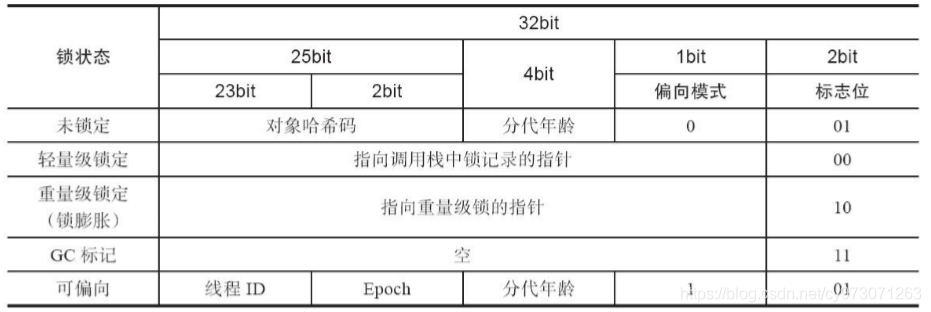 锁状态
32bit
25bit
4bit
1bit
2bit
23bit
2bit
偏向模式
标志位
未锁定 对象哈希码 分代年龄 0 01
轻量级锁定 指向调用栈中锁记录的指针 00
重量级锁定
（锁膨胀）
指向重量级锁的指针 10
GC 标记 空 11
可偏向 线程 ID Epoch 分代年龄 1 01
https://blog.csdn.net/cy973071263